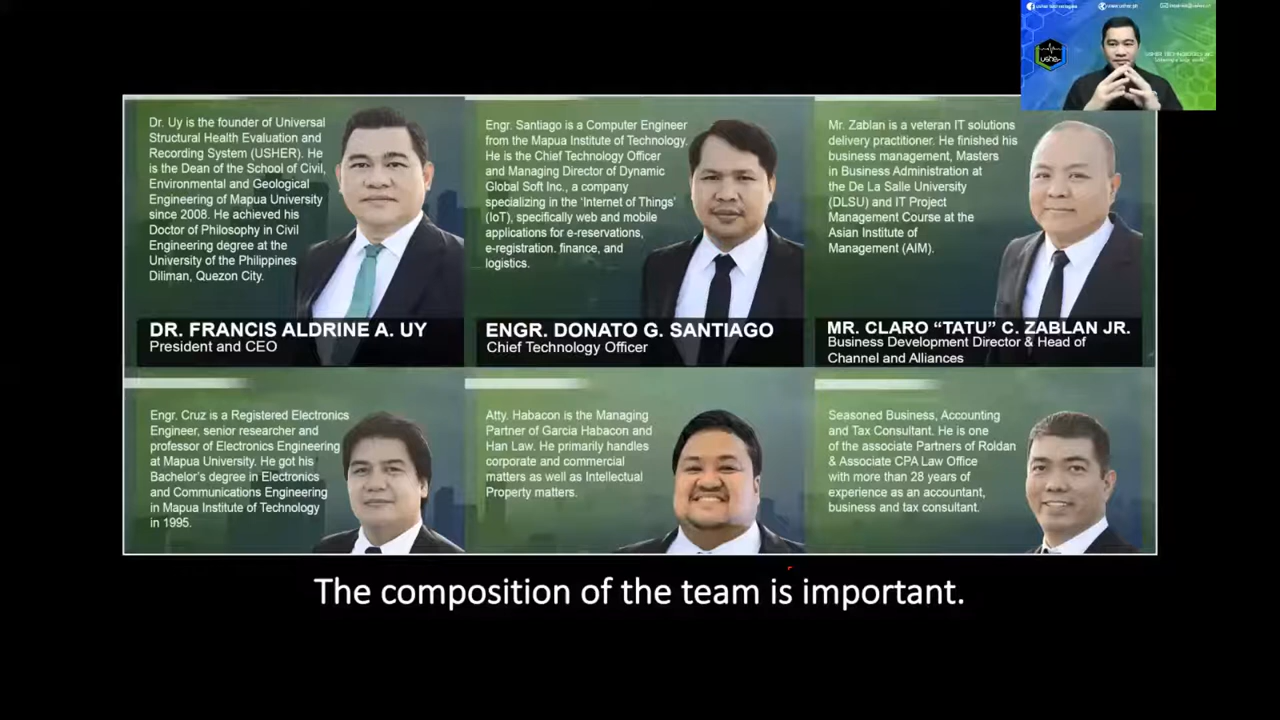 usher
USHER TECHNOLOGY INC.
Dr. Uy is the founder of Universal
Structural Health Evaluation and
Recording System (USHER). He
is the Dean of the School of Civil,
Environmental and Geological
Engineering of Mapua University
since 2008. He achieved his
Doctor of Philosophy in Civil
Engineering degree at the
University of the Philippines
Diliman, Quezon City.
DR. FRANCIS ALDRINE A. UY
President and CEO
Engr. Santiago is a Computer Engineer
from the Mapua Institute of Technology.
He is the Chief Technology Officer
and Managing Director of Dynamic
Global Soft Inc., a company
specializing in the 'Internet of Things'
(IoT), specifically web and mobile
applications for e-reservations,
e-registration. finance, and
logistics.
ENGR. DONATO G. SANTIAGO
Chief Technology Officer
Mr. Zablan is a veteran IT solutions
delivery practitioner. He finished his
business management, Masters
in Business Administration at
the De La Salle University
(DLSU) and IT Project
Management Course at the
Asian Institute of
Management (AIM).
MR. CLARO “TATU” C. ZABLAN JR.
Business Development Director & Head of
Channel and Alliances
Engr. Cruz is a Registered Electronics
Engineer, senior researcher and
professor of Electronics Engineering
at Mapua University. He got his
Bachelor's degree in Electronics
and Communications Engineering
in Mapua Institute of Technology
in 1995.
Atty. Habacon is the Managing
Partner of Garcia Habacon and
Han Law. He primarily handles
corporate and commercial
matters as well as Intellectual
Property matters.
Seasoned Business, Accounting
and Tax Consultant. He is one
of the associate Partners of Roldan
& Associate CPA Law Office
with more than 28 years of
experience as an accountant,
business and tax consultant.
The composition of the team is important.